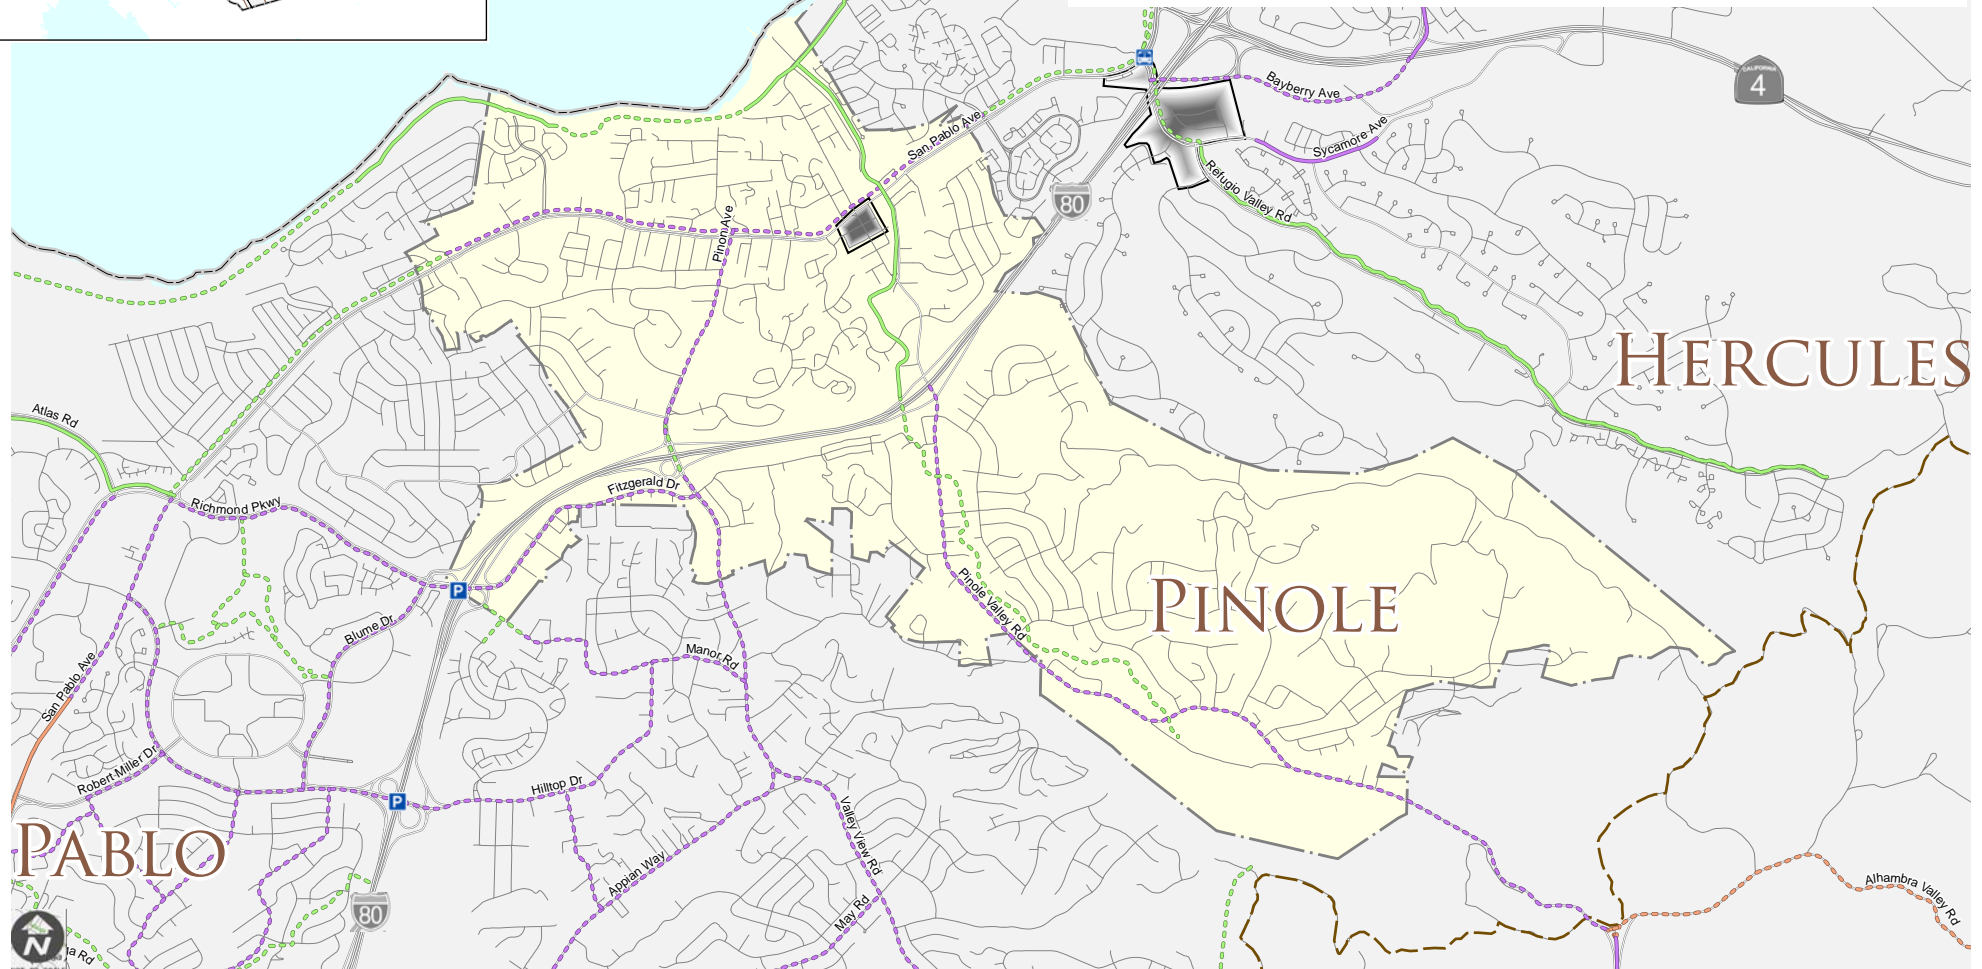 CALIFORNIA
4
Bayberry Ave
San Pablo Ave
Sycamore Ave
Refugio Valley Rd
80
Pinon Ave
HERCULES
Atlas Rd
Richmond Pkwy
Fitzgerald Dr
P
Pinole Valley Rd
PINOLE
Blume Dr
Manor Rd
San Pablo Ave
Robert Miller Dr
Hilltop Dr
P
Valley View Rd
PABLO
Appian Way
May Rd
Alhambra Valley Rd
80
N
Rd